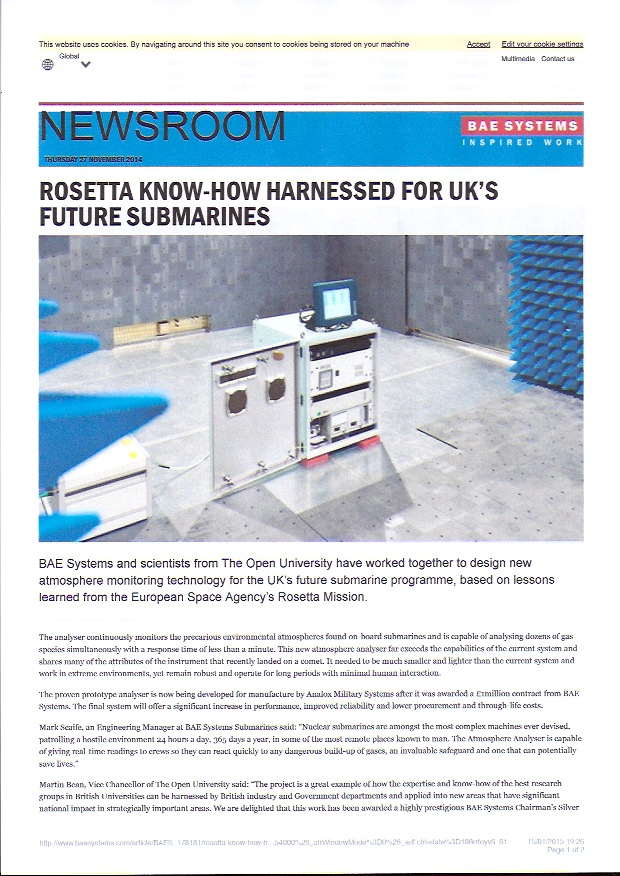 This website uses cookies. By navigating around this site you consent to cookies being stored on your machine Accept Edit your cookie settings
Global
Multimedia Contact us
NEWSROOM
BAE SYSTEMS
INSPIRED WORK
THURSDAY 27 NOVEMBER 2014
ROSETTA KNOW-HOW HARNESSED FOR UK'S
FUTURE SUBMARINES
BAE Systems and scientists from The Open University have worked together to design new
atmosphere monitoring technology for the UK's future submarine programme, based on lessons
learned from the European Space Agency's Rosetta Mission.
The analyser continuously monitors the precarious environmental atmospheres found on-board submarines and is capable of analysing dozens of gas
species simultaneously with a response time of less than a minute. This new atmosphere analyser far exceeds the capabilities of the current system and
shares many of the attributes of the instrument that recently landed on a comet. It needed to be much smaller and lighter than the current system and
work in extreme environments, yet remain robust and operate for long periods with minimal human interaction.
The proven prototype analyser is now being developed for manufacture by Analox Military Systems after it was awarded a £1million contract from BAE
Systems. The final system will offer a significant increase in performance, improved reliability and lower procurement and through-life costs.
Mark Scaife, an Engineering Manager at BAE Systems Submarines said: "Nuclear submarines are amongst the most complex machines ever devised,
patrolling a hostile environment 24 hours a day, 365 days a year, in some of the most remote places known to man. The Atmosphere Analyser is capable
of giving real-time readings to crews so they can react quickly to any dangerous build-up of gases, an invaluable safeguard and one that can potentially
save lives."
Martin Bean, Vice Chancellor of The Open University said: "The project is a great example of how the expertise and know-how of the best research
groups in British Universities can be harnessed by British industry and Government departments and applied into new areas that have significant
national impact in strategically important areas. We are delighted that this work has been awarded a highly prestigious BAE Systems Chairman's Silver
15/01/2015 19:26
Page 1 of 2